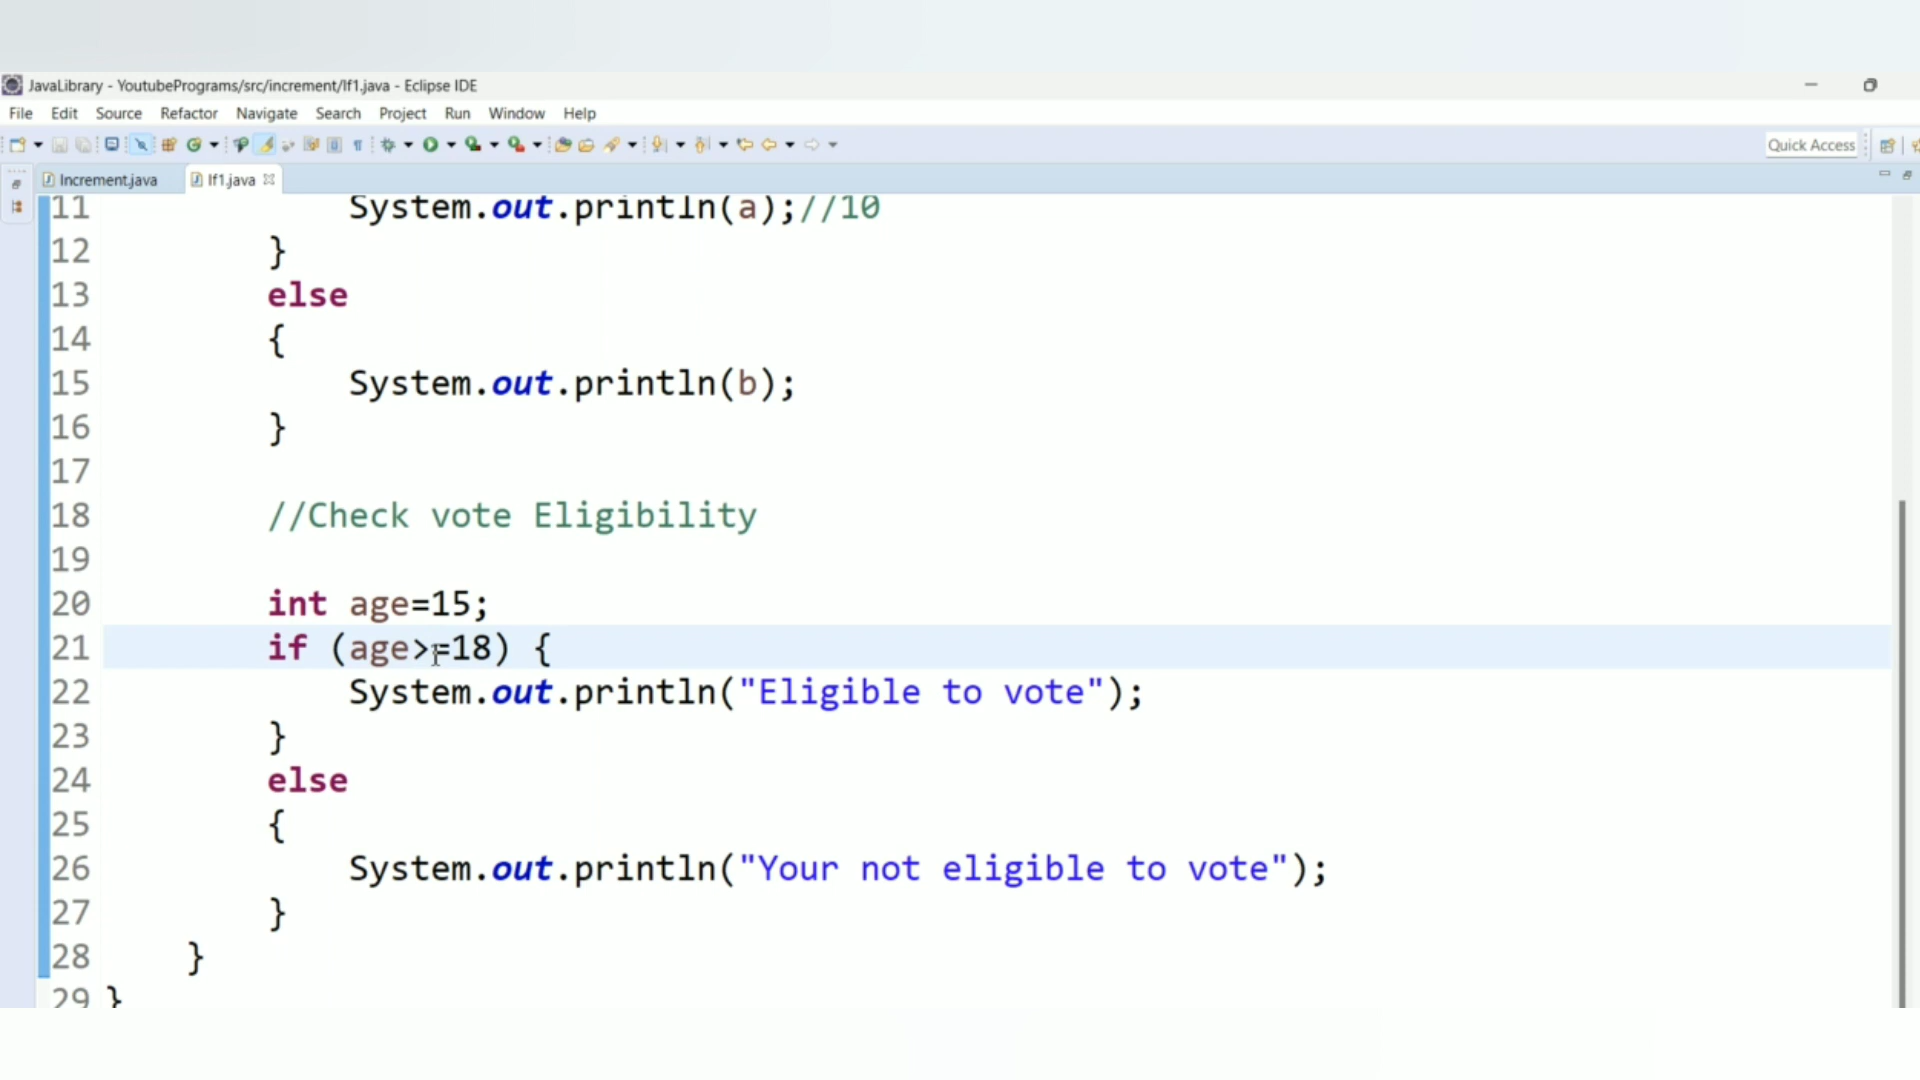 JavaLibrary - YoutubePrograms/src/increment/If1.java - Eclipse IDE
File Edit Source Refactor Navigate Search Project Run Window Help
Quick Access
Increment.java If1.java
11 System.out.println(a);//10
12 }
13 else
14 {
15 System.out.println(b);
16 }
17
18 //Check vote Eligibility
19
20 int age=15;
21 if (age>=18) {
22 System.out.println("Eligible to vote");
23 }
24 else
25 {
26 System.out.println("Your not eligible to vote");
27 }
28 }
29 }